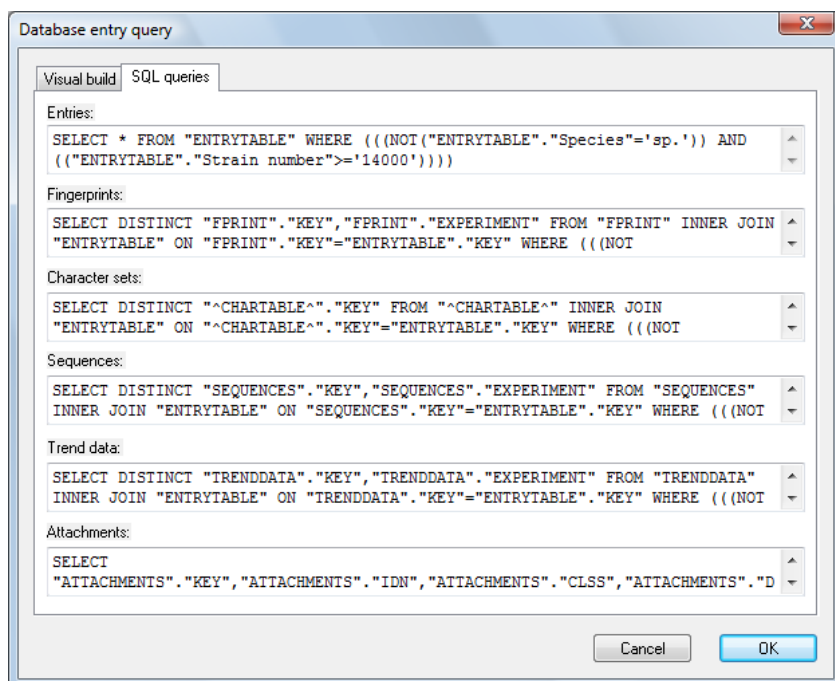 Database entry query
Visual build SQL queries
Entries:
SELECT * FROM "ENTRYTABLE" WHERE (((NOT("ENTRYTABLE"."Species"='sp.')) AND
(("ENTRYTABLE"."Strain number">='14000'))))
Fingerprints:
SELECT DISTINCT "FPRINT"."KEY","FPRINT"."EXPERIMENT" FROM "FPRINT" INNER JOIN
"ENTRYTABLE" ON "FPRINT"."KEY"="ENTRYTABLE"."KEY" WHERE (((NOT
Character sets:
SELECT DISTINCT "^CHARTABLE^"."KEY" FROM "^CHARTABLE^" INNER JOIN
"ENTRYTABLE" ON "^CHARTABLE^"."KEY"="ENTRYTABLE"."KEY" WHERE (((NOT
Sequences:
SELECT DISTINCT "SEQUENCES"."KEY","SEQUENCES"."EXPERIMENT" FROM "SEQUENCES"
INNER JOIN "ENTRYTABLE" ON "SEQUENCES"."KEY"="ENTRYTABLE"."KEY" WHERE (((NOT
Trend data:
SELECT DISTINCT "TRENDDATA"."KEY","TRENDDATA"."EXPERIMENT" FROM "TRENDDATA"
INNER JOIN "ENTRYTABLE" ON "TRENDDATA"."KEY"="ENTRYTABLE"."KEY" WHERE (((NOT
Attachments:
SELECT
"ATTACHMENTS"."KEY","ATTACHMENTS"."IDN","ATTACHMENTS"."CLSS","ATTACHMENTS"."D
Cancel OK